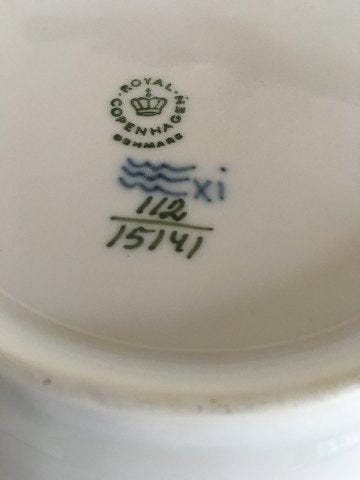 ROYAL
COPENHAGEN
DENMARK
xi
112
15141